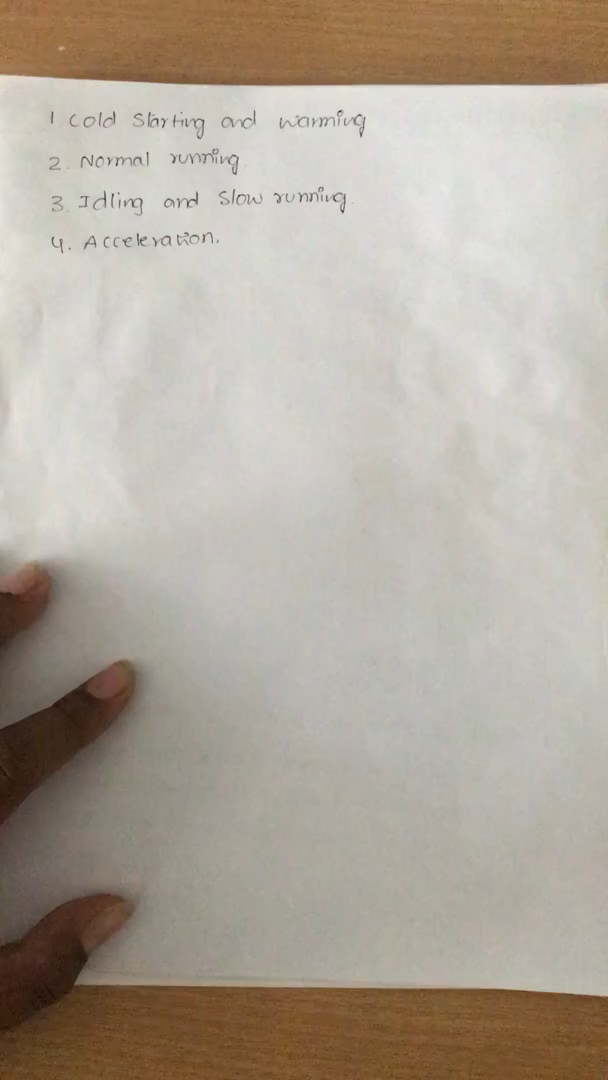 1 Cold Starting and warming
2. Normal running
3. Idling and Slow running.
4. Acceleration.